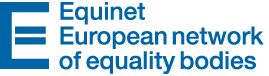 Equinet
European network
of equality bodies